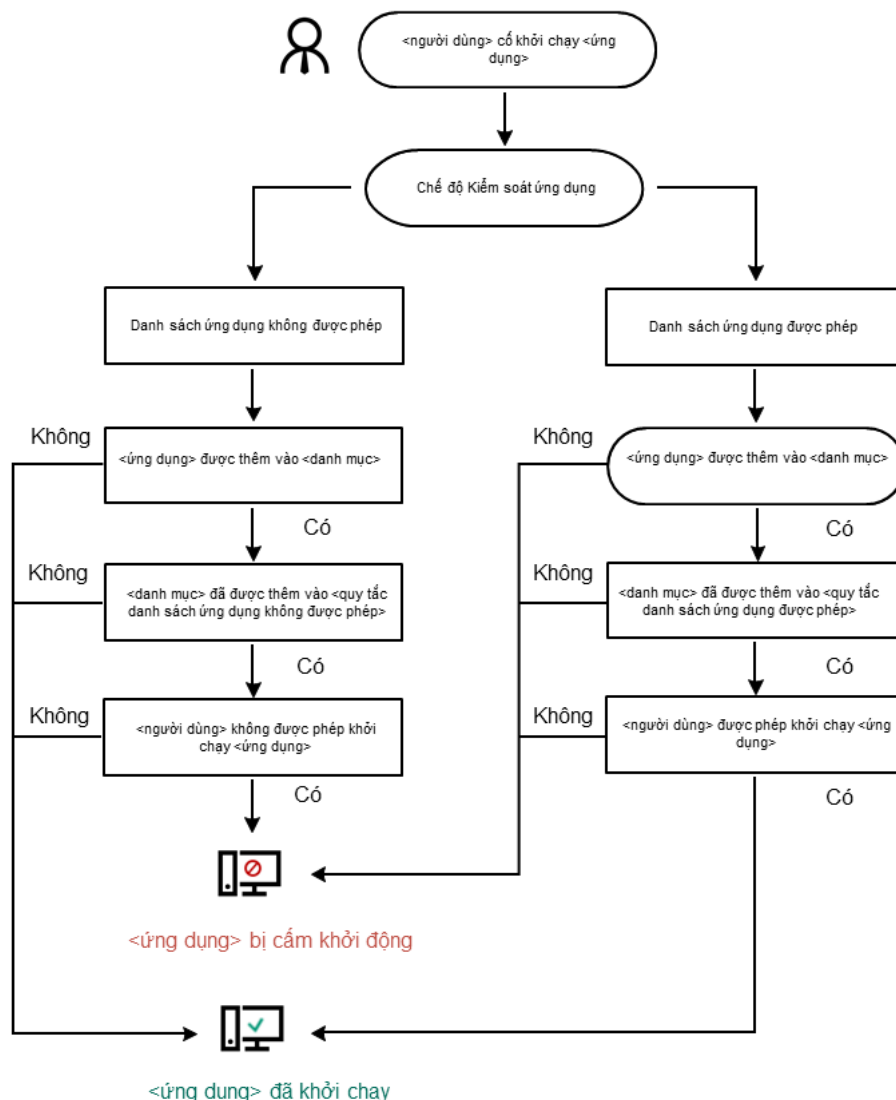 <người dùng> cố khởi chạy <ứng
dụng>
Chế độ Kiểm soát ứng dụng
Danh sách ứng dụng không được phép
Danh sách ứng dụng được phép
Không
<ứng dụng> được thêm vào <danh mục>
Không
<ứng dụng> được thêm vào <danh mục>
Có
Có
Không
<danh mục> đã được thêm vào <quy tắc
danh sách ứng dụng không được phép>
Không
<danh mục> đã được thêm vào <quy tắc
danh sách ứng dụng được phép>
Có
Có
Không
<người dùng> không được phép khởi
chạy <ứng dụng>
Không
<người dùng> được phép khởi chạy <ứng
dụng>
Có
Có
<ứng dụng> bị cấm khởi động
<ứng dụng> đã khởi chạy